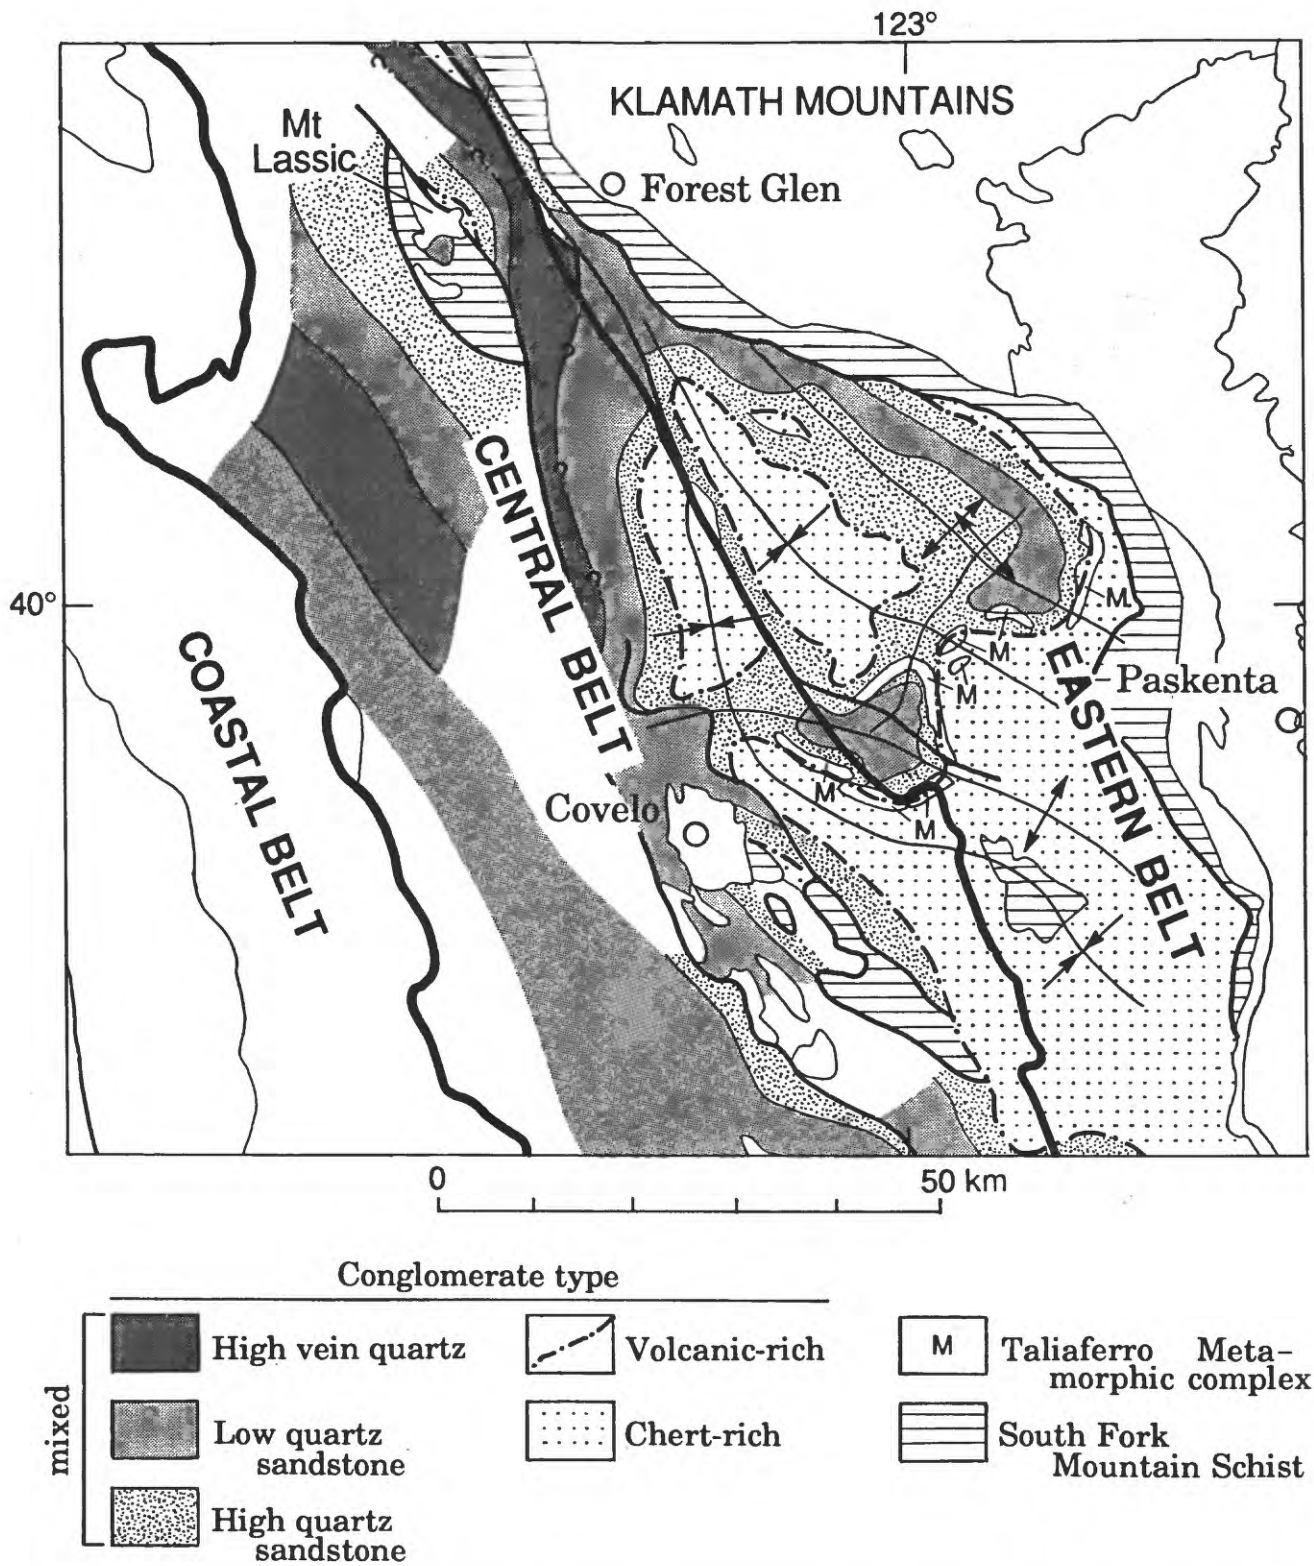 123°
KLAMATH MOUNTAINS
Mt
Lassic
Forest Glen
?
?
?
?
?
CENTRAL BELT
40°
COASTAL BELT
M
M
M
EASTERN BELT
Paskenta
Covelo
M
M
0
50 km
Conglomerate type
mixed
High vein quartz
Low quartz
sandstone
High quartz
sandstone
Volcanic-rich
Chert-rich
M
Taliaferro Meta-
morphic complex
South Fork
Mountain Schist